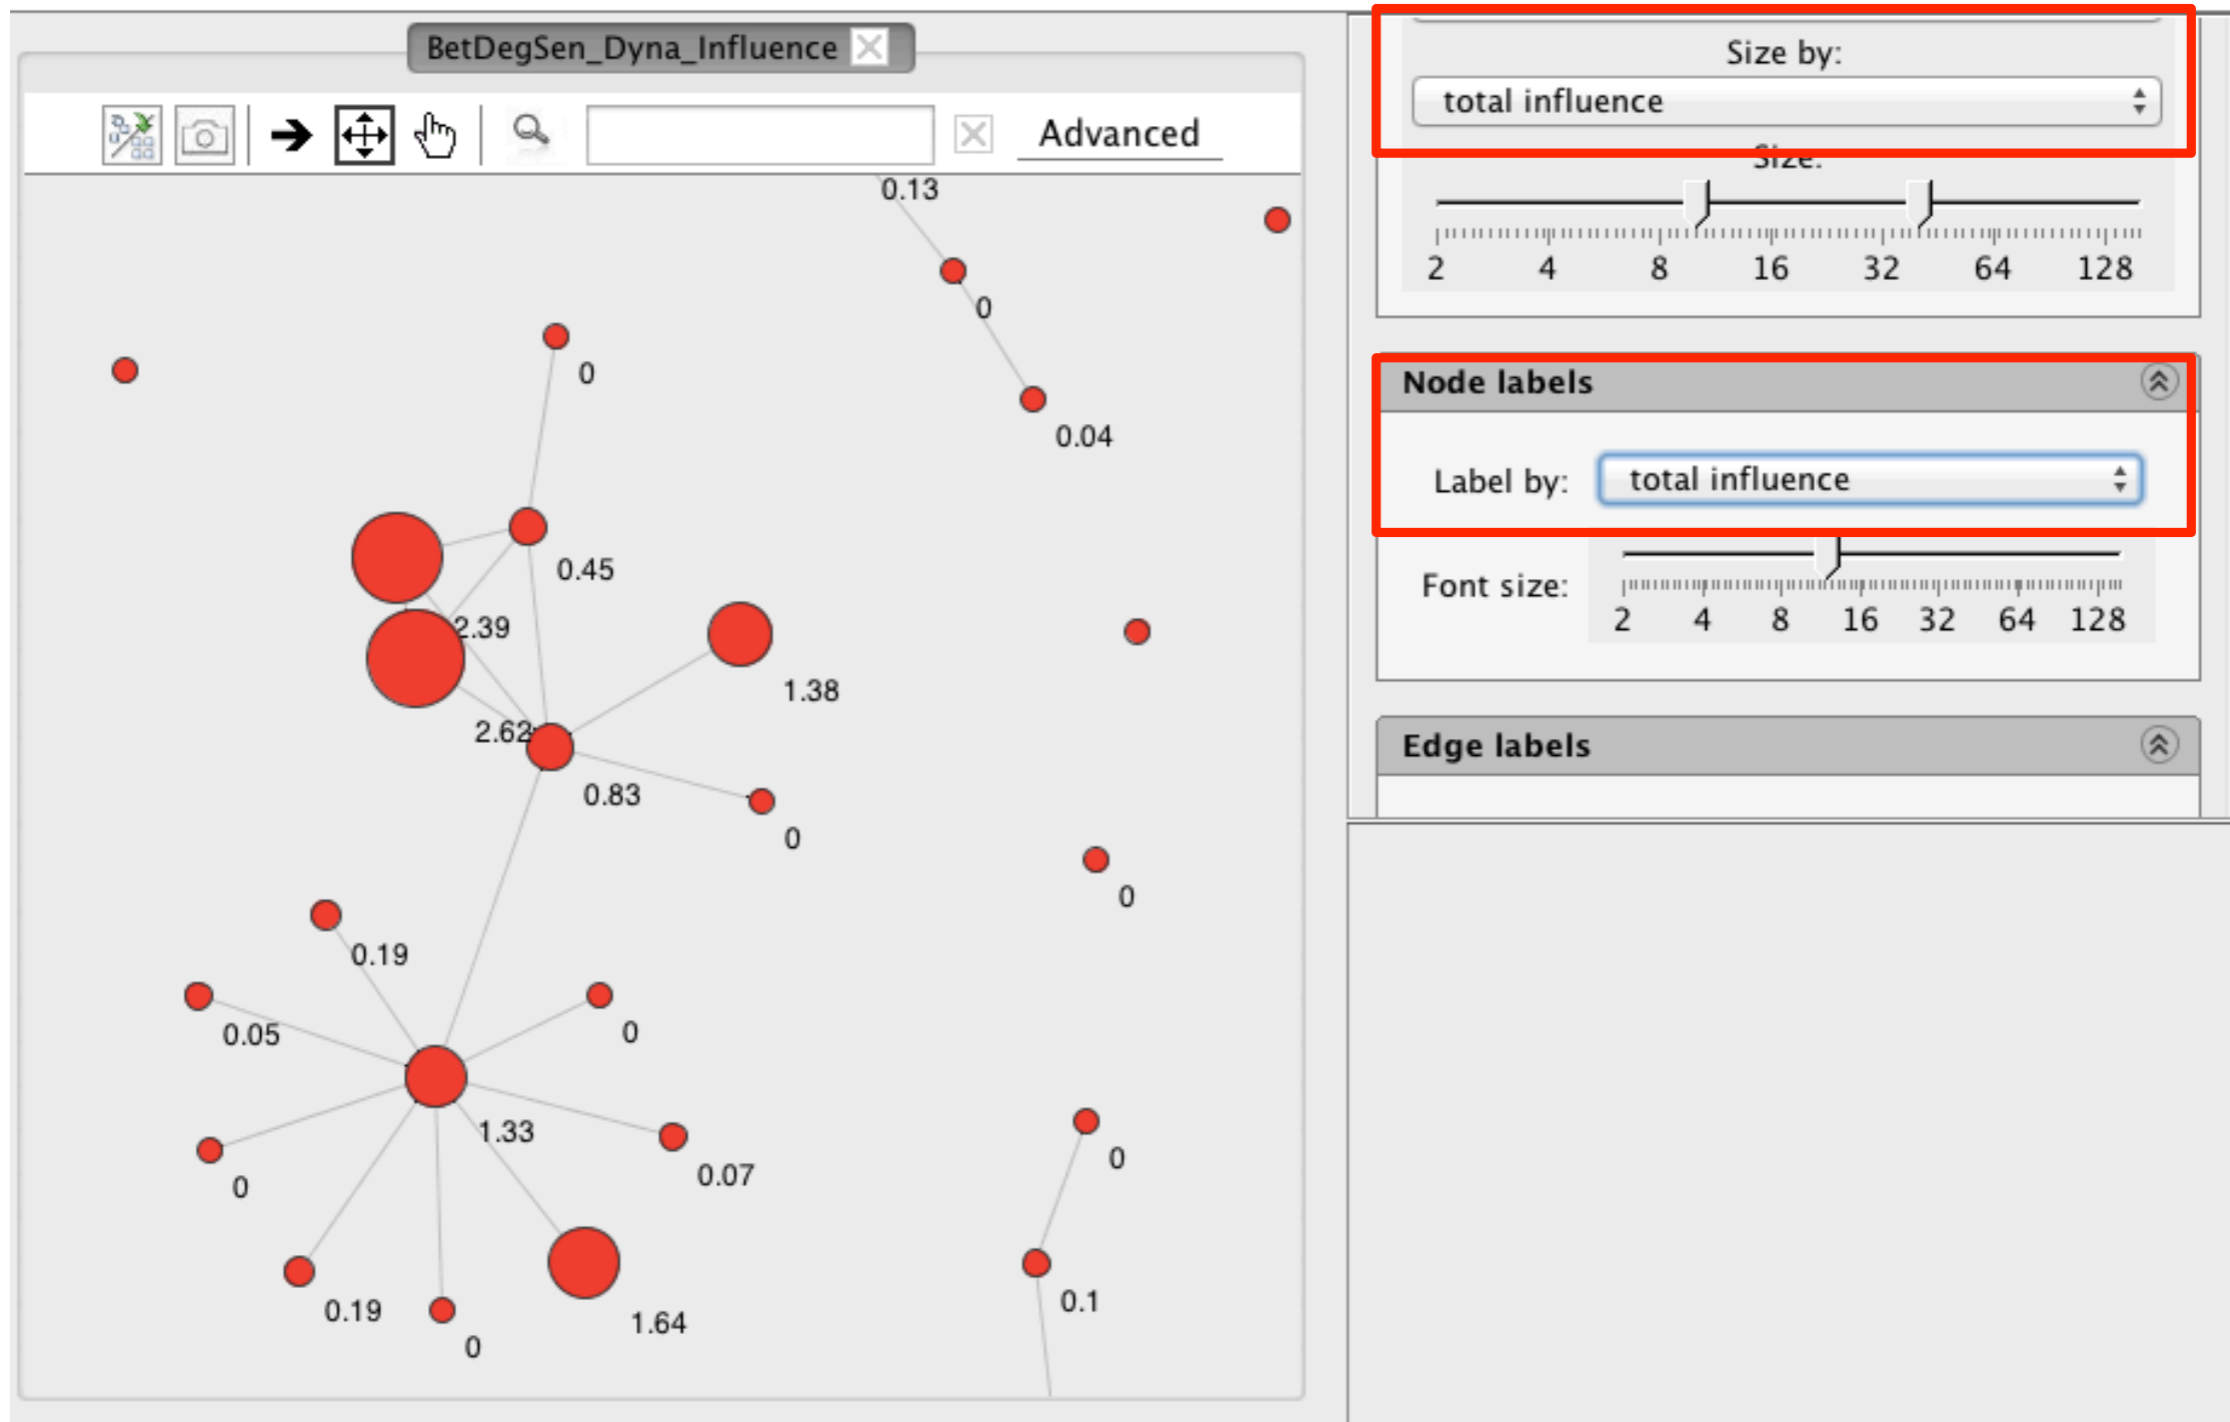 BetDegSen_Dyna_Influence
Advanced
0.13
0
0
0.04
0.45
2.39
1.38
2.62
0.83
0
0
0.19
0.05
0
1.33
0
0.07
0
0.19
0
1.64
0.1
Size by:
total influence
Size:
2 4 8 16 32 64 128
Node labels
Label by: total influence
Font size:
2 4 8 16 32 64 128
Edge labels